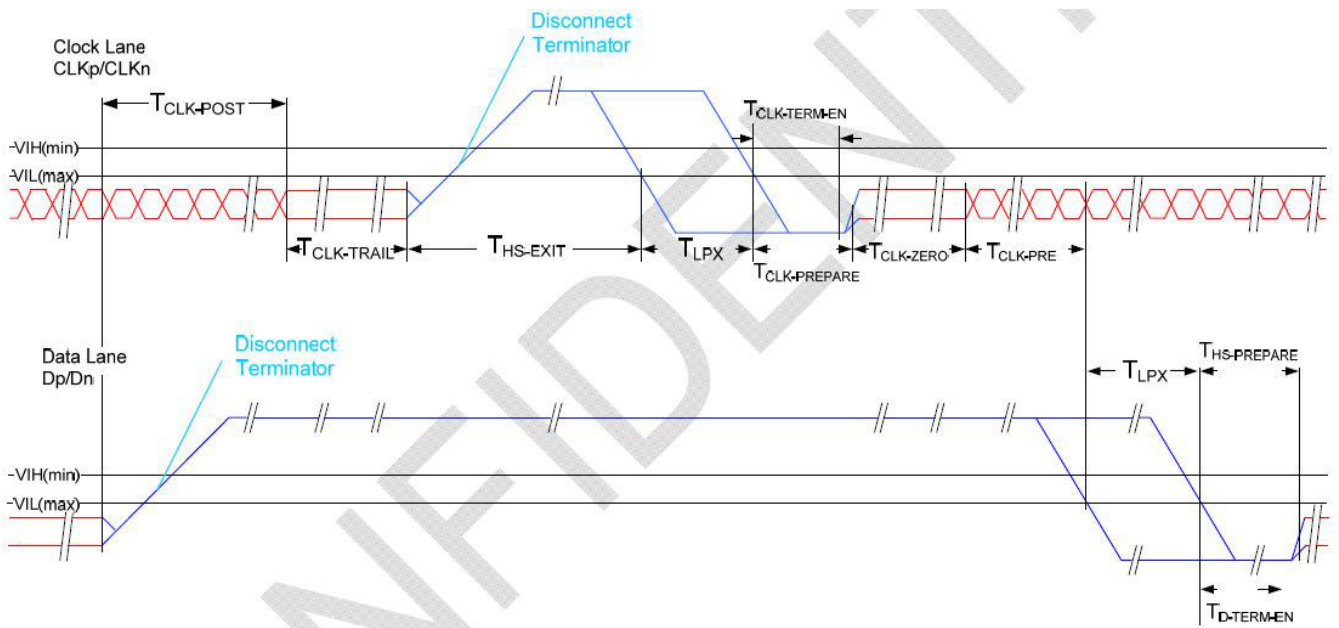 Disconnect
Terminator
Clock Lane
CLKp/CLKn
TCLK-POST
TCLK-TERM-EN
VIH(min)
VIL(max)
TCLK-TRAIL
THS-EXIT
TLPX
TCLK-PREPARE
TCLK-ZERO
TCLK-PRE
Data Lane
Dp/Dn
Disconnect
Terminator
TLPX
THS-PREPARE
VIH(min)
VIL(max)
TD-TERM-EN
NFIDENT